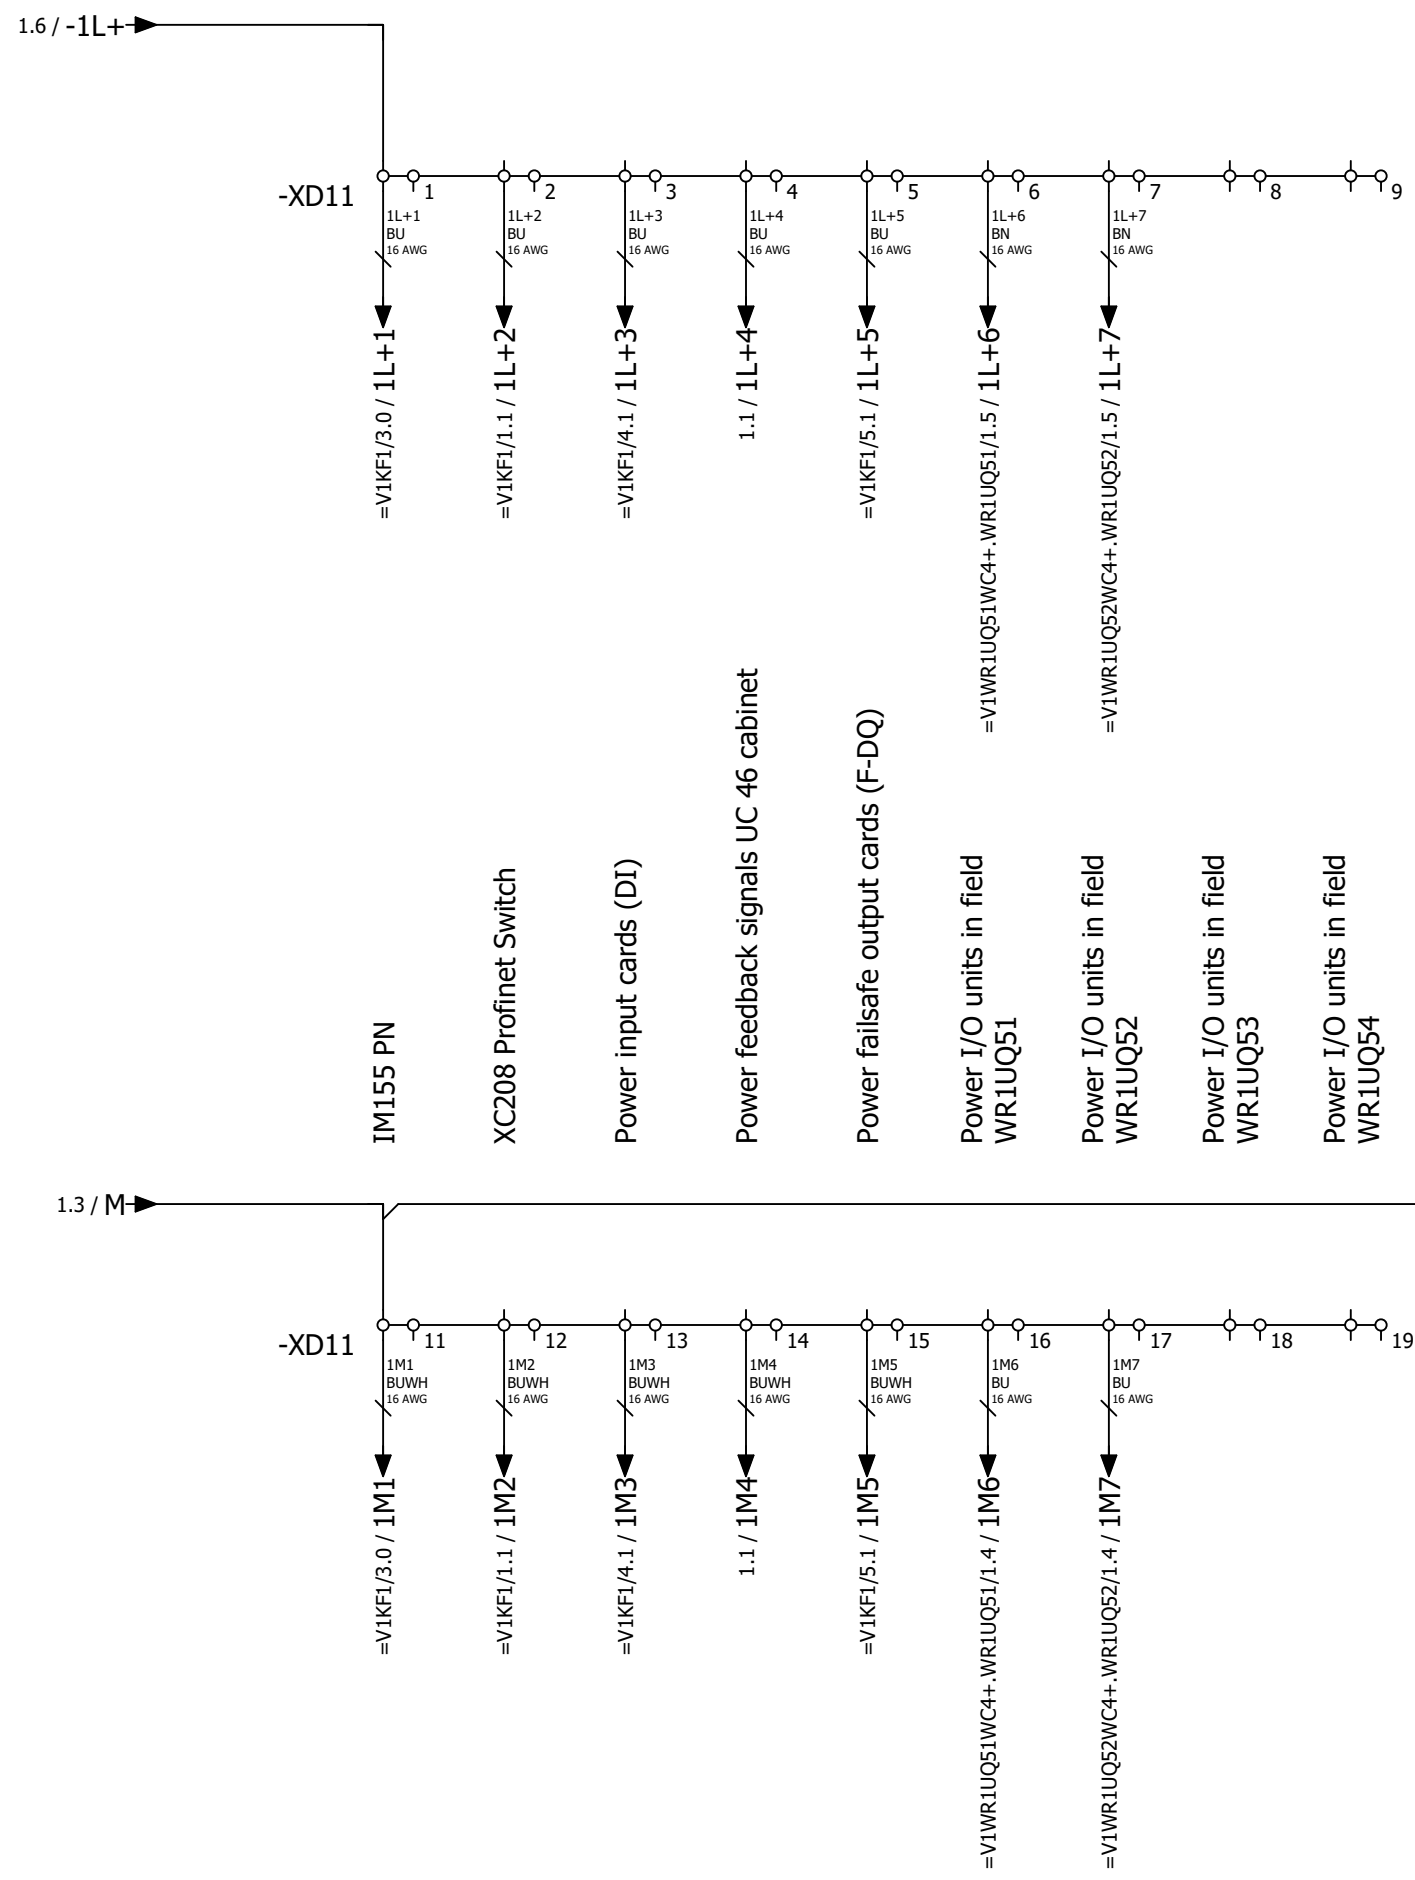 1.6 / -1L+
-XD11
1
2
3
4
5
6
7
8
9
1L+1
BU
16 AWG
1L+2
BU
16 AWG
1L+3
BU
16 AWG
1L+4
BU
16 AWG
1L+5
BU
16 AWG
1L+6
BN
16 AWG
1L+7
BN
16 AWG
=V1KF1/3.0 / 1L+1
=V1KF1/1.1 / 1L+2
=V1KF1/4.1 / 1L+3
1.1 / 1L+4
=V1KF1/5.1 / 1L+5
=V1WR1UQ51WC4+.WR1UQ51/1.5 / 1L+6
=V1WR1UQ52WC4+.WR1UQ52/1.5 / 1L+7
IM155 PN
XC208 Profinet Switch
Power input cards (DI)
Power feedback signals UC 46 cabinet
Power failsafe output cards (F-DQ)
Power I/O units in field
WR1UQ51
Power I/O units in field
WR1UQ52
Power I/O units in field
WR1UQ53
Power I/O units in field
WR1UQ54
1.3 / M
-XD11
11
12
13
14
15
16
17
18
19
1M1
BUWH
16 AWG
1M2
BUWH
16 AWG
1M3
BUWH
16 AWG
1M4
BUWH
16 AWG
1M5
BUWH
16 AWG
1M6
BU
16 AWG
1M7
BU
16 AWG
=V1KF1/3.0 / 1M1
=V1KF1/1.1 / 1M2
=V1KF1/4.1 / 1M3
1.1 / 1M4
=V1KF1/5.1 / 1M5
=V1WR1UQ51WC4+.WR1UQ51/1.4 / 1M6
=V1WR1UQ52WC4+.WR1UQ52/1.4 / 1M7